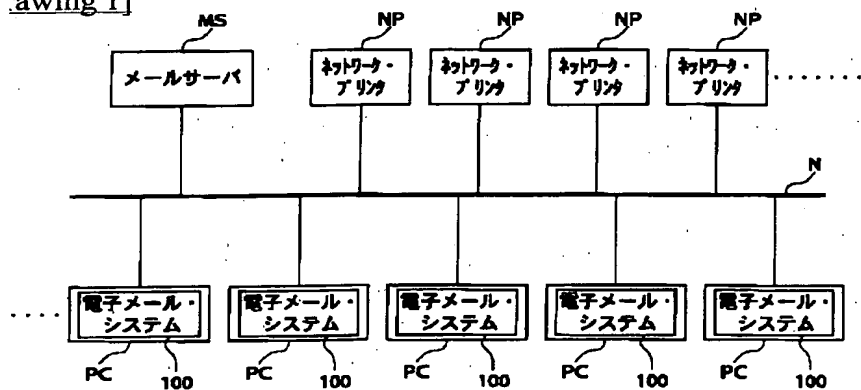 awing 1]
MS NP NP NP NP
メールサーバ ネットワーク・ ネットワーク・ ネットワーク・ ネットワーク・
プリンタ プリンタ プリンタ プリンタ
N
電子メール・ 電子メール・ 電子メール・ 電子メール・ 電子メール・
システム システム システム システム システム
PC 100 PC 100 PC 100 PC 100 PC 100